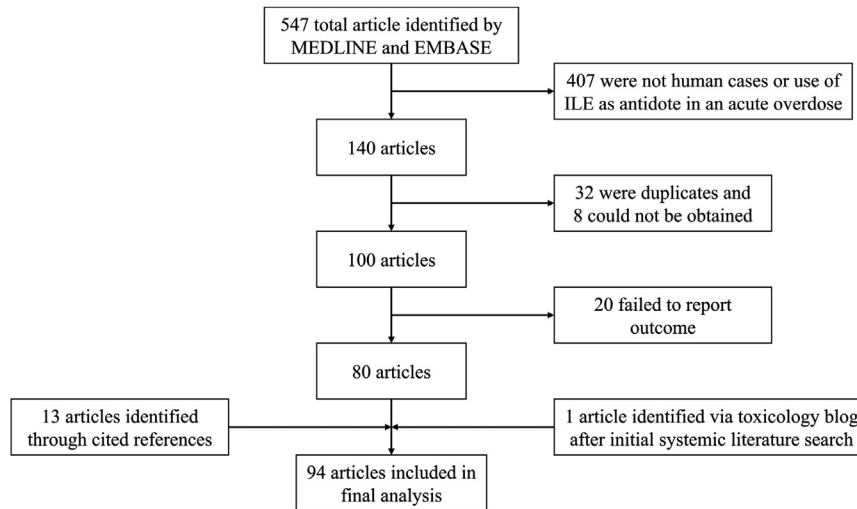 547 total article identified by
MEDLINE and EMBASE
407 were not human cases or use of
ILE as antidote in an acute overdose
140 articles
32 were duplicates and
8 could not be obtained
100 articles
20 failed to report
outcome
80 articles
13 articles identified
through cited references
1 article identified via toxicology blog
after initial systemic literature search
94 articles included in
final analysis